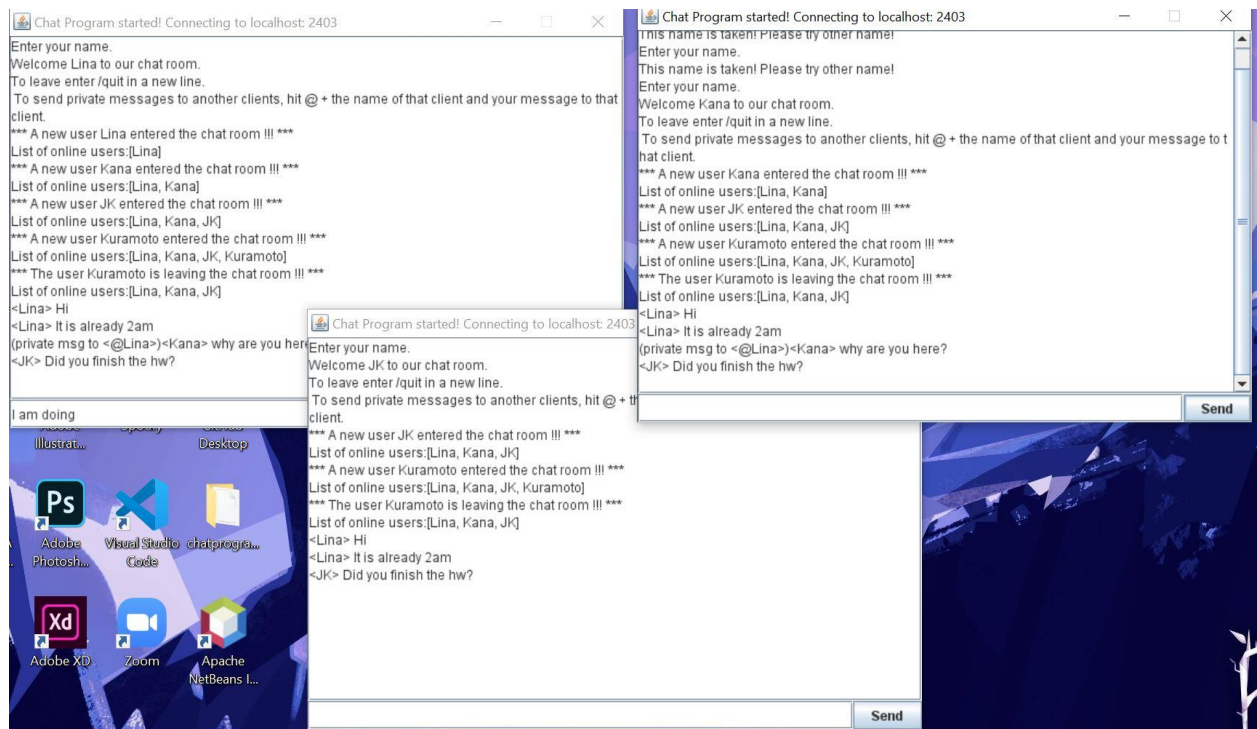 Chat Program started! Connecting to localhost: 2403
Enter your name.
Welcome Lina to our chat room.
To leave enter /quit in a new line.
To send private messages to another clients, hit @ + the name of that client and your message to that
client.
*** A new user Lina entered the chat room !!! ***
List of online users:[Lina]
*** A new user Kana entered the chat room !!! ***
List of online users:[Lina, Kana]
*** A new user JK entered the chat room !!! ***
List of online users:[Lina, Kana, JK]
*** A new user Kuramoto entered the chat room !!! ***
List of online users:[Lina, Kana, JK, Kuramoto]
*** The user Kuramoto is leaving the chat room !!! ***
List of online users:[Lina, Kana, JK]
<Lina> Hi
<Lina> It is already 2am
(private msg to <@Lina>)<Kana> why are you here
<JK> Did you finish the hw?
I am doing
Chat Program started! Connecting to localhost: 2403
This name is taken! Please try other name!
Enter your name.
This name is taken! Please try other name!
Enter your name.
Welcome Kana to our chat room.
To leave enter /quit in a new line.
To send private messages to another clients, hit @ + the name of that client and your message to t
hat client.
*** A new user Kana entered the chat room !!! ***
List of online users:[Lina, Kana]
*** A new user JK entered the chat room !!! ***
List of online users:[Lina, Kana, JK]
*** A new user Kuramoto entered the chat room !!! ***
List of online users:[Lina, Kana, JK, Kuramoto]
*** The user Kuramoto is leaving the chat room !!! ***
List of online users:[Lina, Kana, JK]
<Lina> Hi
<Lina> It is already 2am
(private msg to <@Lina>)<Kana> why are you here?
<JK> Did you finish the hw?
Send
Chat Program started! Connecting to localhost: 2403
Enter your name.
Welcome JK to our chat room.
To leave enter /quit in a new line.
To send private messages to another clients, hit @ + th
client.
*** A new user JK entered the chat room !!! ***
List of online users:[Lina, Kana, JK]
*** A new user Kuramoto entered the chat room !!! ***
List of online users:[Lina, Kana, JK, Kuramoto]
*** The user Kuramoto is leaving the chat room !!! ***
List of online users:[Lina, Kana, JK]
<Lina> Hi
<Lina> It is already 2am
<JK> Did you finish the hw?
Send
Illustrat...
Desktop
Ps
Adobe
Photosh...
Visual Studio
Code
chatprogra...
Xd
Adobe XD
Zoom
Apache
NetBeans I...